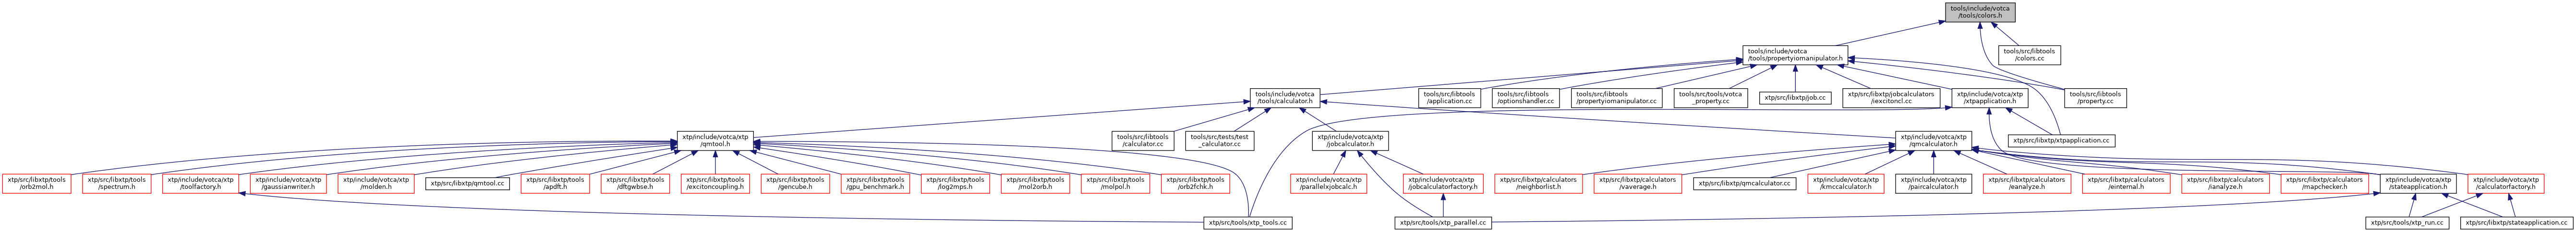 tools/include/votca
/tools/colors.h
tools/include/votca
/tools/propertyiomanipulator.h
tools/src/libtools
/colors.cc
tools/include/votca
/tools/calculator.h
tools/src/libtools
/application.cc
tools/src/libtools
/optionshandler.cc
tools/src/libtools
/propertyiomanipulator.cc
tools/src/tools/votca
_property.cc
xtp/src/libxtp/job.cc
xtp/src/libxtp/jobcalculators
/iexcitoncl.cc
xtp/include/votca/xtp
/xtpapplication.h
tools/src/libtools
/property.cc
xtp/include/votca/xtp
/qmtool.h
tools/src/libtools
/calculator.cc
tools/src/tests/test
_calculator.cc
xtp/include/votca/xtp
/jobcalculator.h
xtp/include/votca/xtp
/qmcalculator.h
xtp/src/libxtp/xtpapplication.cc
xtp/src/libxtp/tools
/orb2mol.h
xtp/src/libxtp/tools
/spectrum.h
xtp/include/votca/xtp
/toolfactory.h
xtp/include/votca/xtp
/gaussianwriter.h
xtp/include/votca/xtp
/molden.h
xtp/src/libxtp/qmtool.cc
xtp/src/libxtp/tools
/apdft.h
xtp/src/libxtp/tools
/dftgwbse.h
xtp/src/libxtp/tools
/excitoncoupling.h
xtp/src/libxtp/tools
/gencube.h
xtp/src/libxtp/tools
/gpu_benchmark.h
xtp/src/libxtp/tools
/log2mps.h
xtp/src/libxtp/tools
/mol2orb.h
xtp/src/libxtp/tools
/molpol.h
xtp/src/libxtp/tools
/orb2fchk.h
xtp/include/votca/xtp
/parallelxjobcalc.h
xtp/include/votca/xtp
/jobcalculatorfactory.h
xtp/src/libxtp/calculators
/neighborlist.h
xtp/src/libxtp/calculators
/vaverage.h
xtp/src/libxtp/qmcalculator.cc
xtp/include/votca/xtp
/kmccalculator.h
xtp/include/votca/xtp
/paircalculator.h
xtp/src/libxtp/calculators
/eanalyze.h
xtp/src/libxtp/calculators
/einternal.h
xtp/src/libxtp/calculators
/ianalyze.h
xtp/src/libxtp/calculators
/mapchecker.h
xtp/include/votca/xtp
/stateapplication.h
xtp/include/votca/xtp
/calculatorfactory.h
xtp/src/tools/xtp_tools.cc
xtp/src/tools/xtp_parallel.cc
xtp/src/tools/xtp_run.cc
xtp/src/libxtp/stateapplication.cc